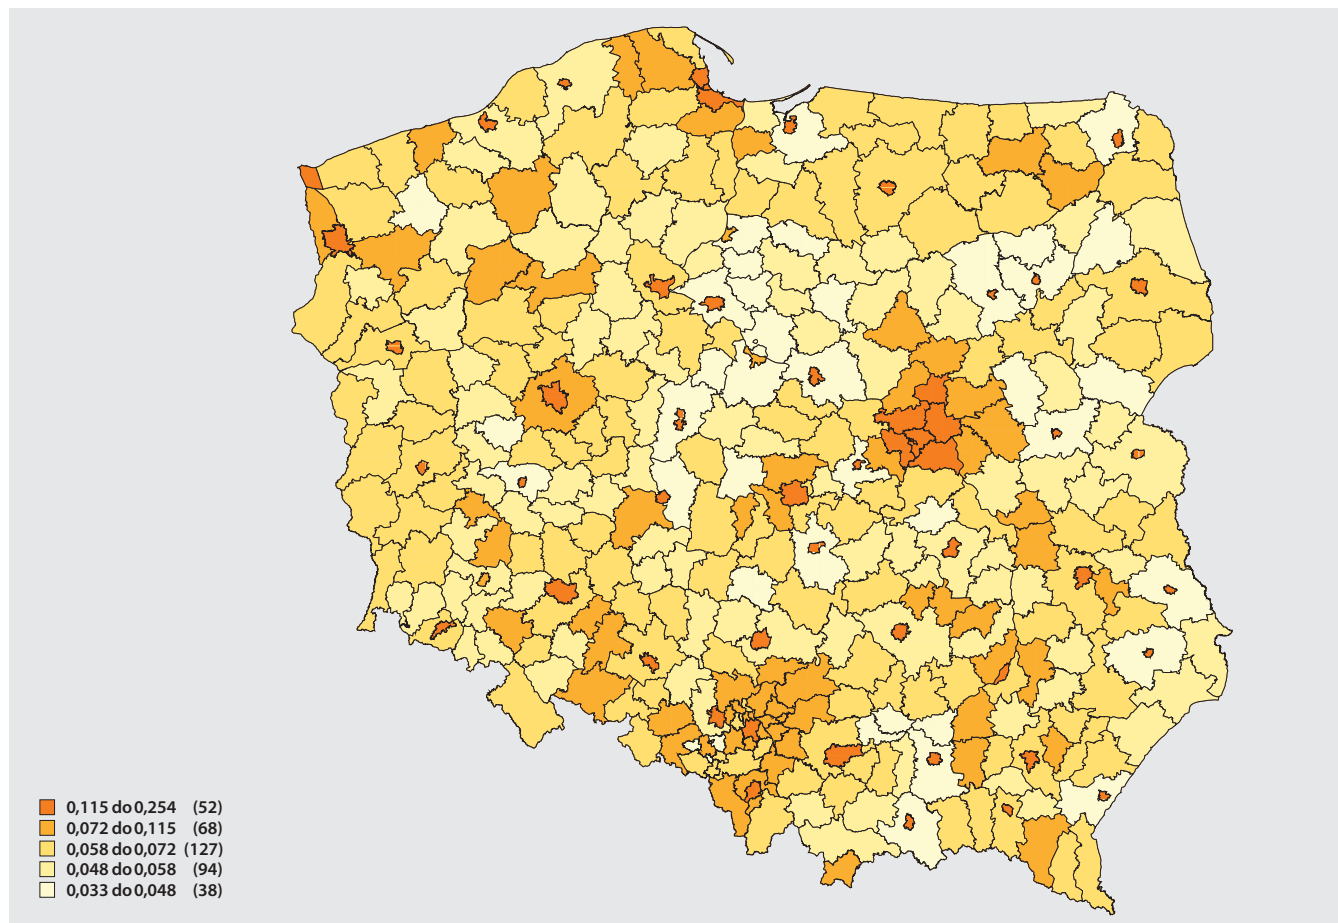 0,115 do 0,254 (52)
0,072 do 0,115 (68)
0,058 do 0,072 (127)
0,048 do 0,058 (94)
0,033 do 0,048 (38)